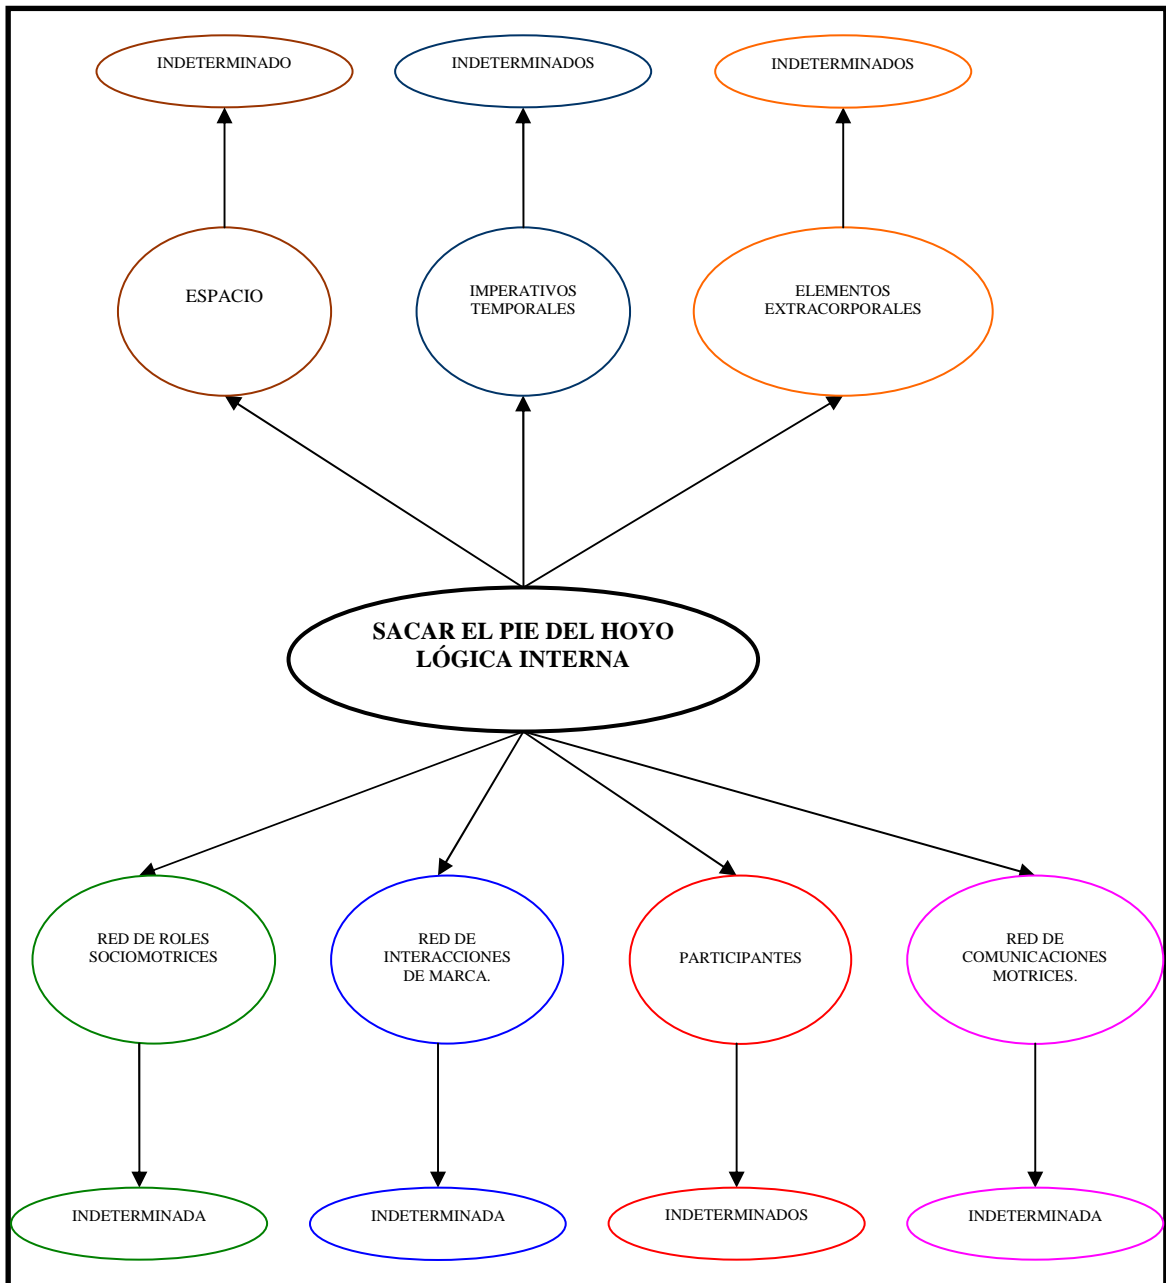 INDETERMINADO
INDETERMINADOS
INDETERMINADOS
ESPACIO
IMPERATIVOS
TEMPORALES
ELEMENTOS
EXTRACORPORALES
SACAR EL PIE DEL HOYO
LÓGICA INTERNA
RED DE ROLES
SOCIOMOTRICES
RED DE
INTERACCIONES
DE MARCA.
PARTICIPANTES
RED DE
COMUNICACIONES
MOTRICES.
INDETERMINADA
INDETERMINADA
INDETERMINADOS
INDETERMINADA